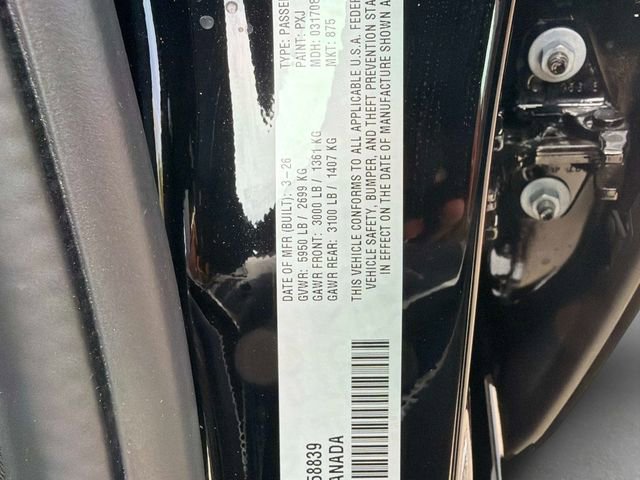 DATE OF MFR (BUILT): 3-26
GVWR: 5950 LB / 2699 KG
GAWR FRONT: 3000 LB / 1361 KG
GAWR REAR: 3100 LB / 1407 KG
THIS VEHICLE CONFORMS TO ALL APPLICABLE U.S.A. FEDER
VEHICLE SAFETY, BUMPER, AND THEFT PREVENTION STA
IN EFFECT ON THE DATE OF MANUFACTURE SHOWN A
TYPE: PASSE
PAINT: PXJ
MDH: 031708
MKT: 875
58839
ANADA